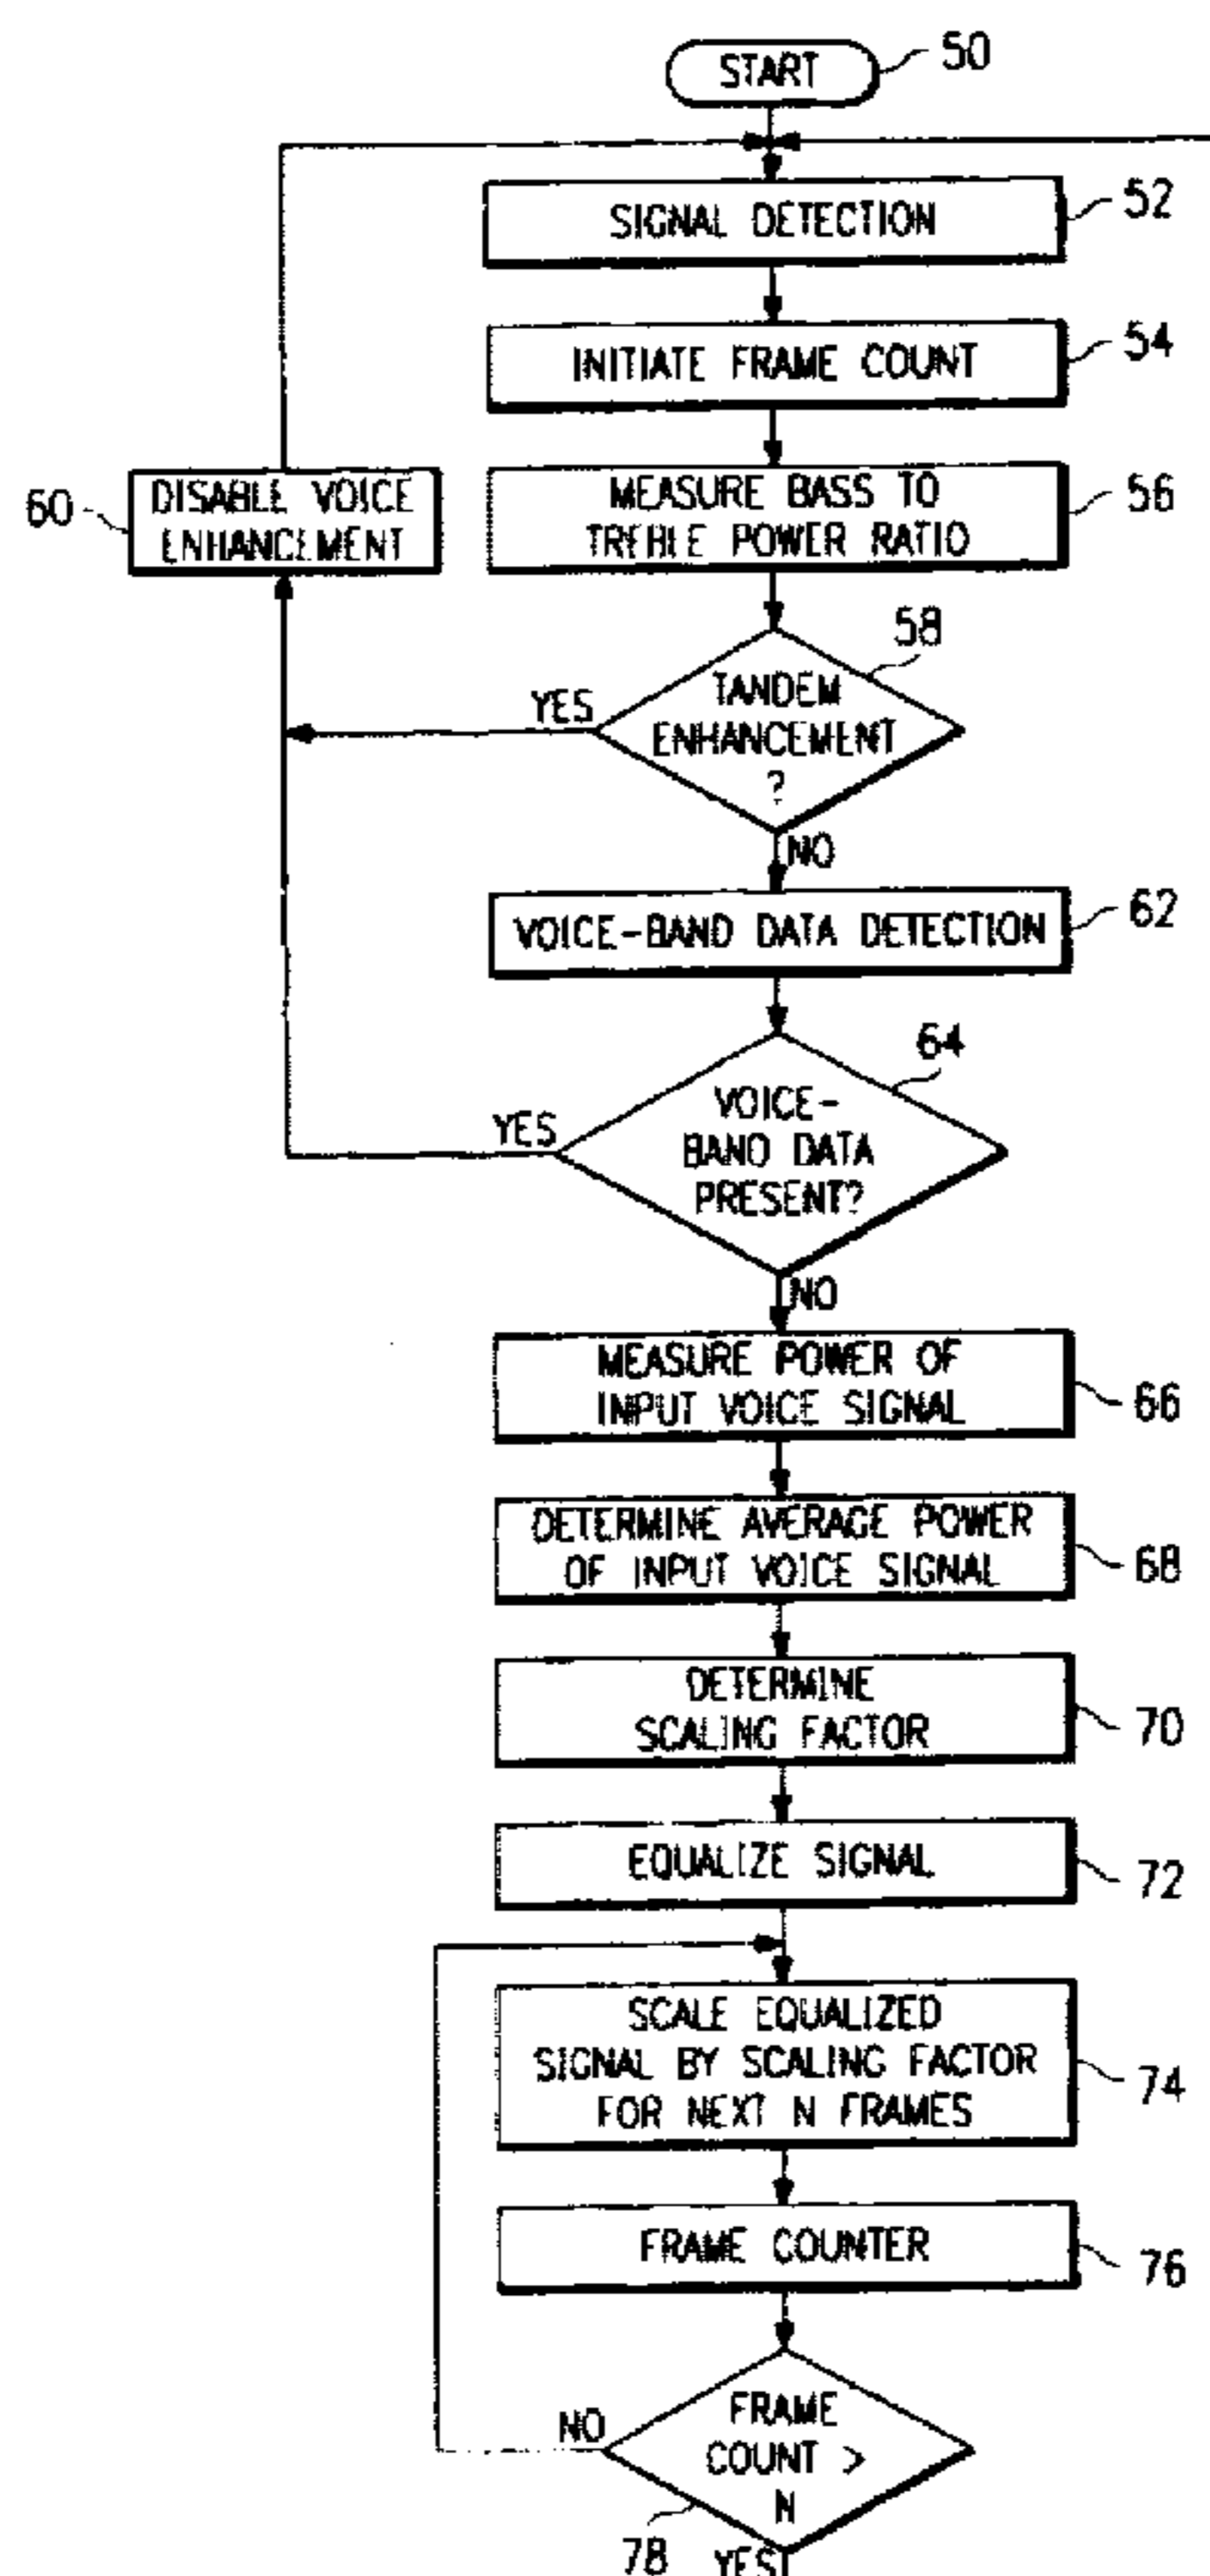 START
50
SIGNAL DETECTION
52
INITIATE FRAME COUNT
54
MEASURE BASS TO
TREBLE POWER RATIO
56
60
DISABLE VOICE
ENHANCEMENT
58
TANDEM
ENHANCEMENT
?
YES
NO
VOICE-BAND DATA DETECTION
62
64
VOICE-
BAND DATA
PRESENT?
YES
NO
MEASURE POWER OF
INPUT VOICE SIGNAL
66
DETERMINE AVERAGE POWER
OF INPUT VOICE SIGNAL
68
DETERMINE
SCALING FACTOR
70
EQUALIZE SIGNAL
72
SCALE EQUALIZED
SIGNAL BY SCALING FACTOR
FOR NEXT N FRAMES
74
FRAME COUNTER
76
NO
FRAME
COUNT >
N
78
YES